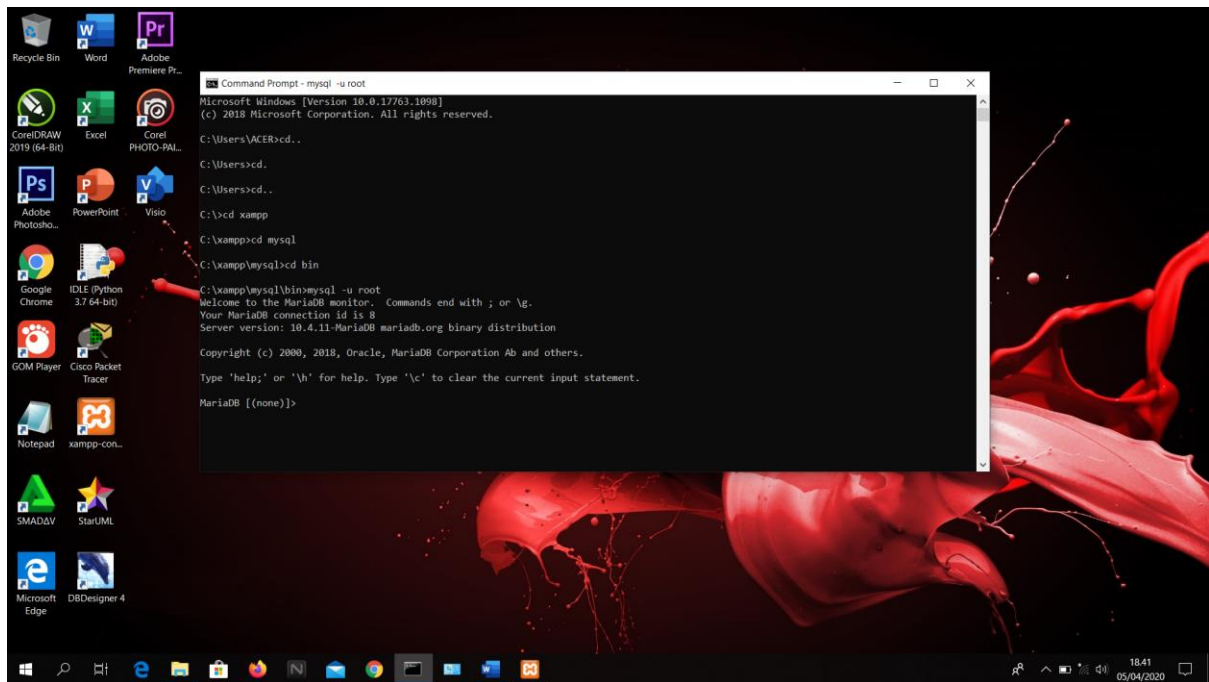 Recycle Bin
Word
Adobe
Premiere Pr...
CorelDRAW
2019 (64-Bit)
Excel
Corel
PHOTO-PAI...
Adobe
Photosho...
PowerPoint
Visio
Google
Chrome
IDLE (Python
3.7 64-bit)
GOM Player
Cisco Packet
Tracer
Notepad
xampp-con...
SMADΔV
StarUML
Microsoft
Edge
DBDesigner 4
Command Prompt - mysql -u root
Microsoft Windows [Version 10.0.17763.1098]
(c) 2018 Microsoft Corporation. All rights reserved.
C:\Users\ACER>cd..
C:\Users>cd.
C:\Users>cd..
C:\>cd xampp
C:\xampp>cd mysql
C:\xampp\mysql>cd bin
C:\xampp\mysql\bin>mysql -u root
Welcome to the MariaDB monitor.  Commands end with ; or \g.
Your MariaDB connection id is 8
Server version: 10.4.11-MariaDB mariadb.org binary distribution
Copyright (c) 2000, 2018, Oracle, MariaDB Corporation Ab and others.
Type 'help;' or '\h' for help. Type '\c' to clear the current input statement.
MariaDB [(none)]>
18.41
05/04/2020